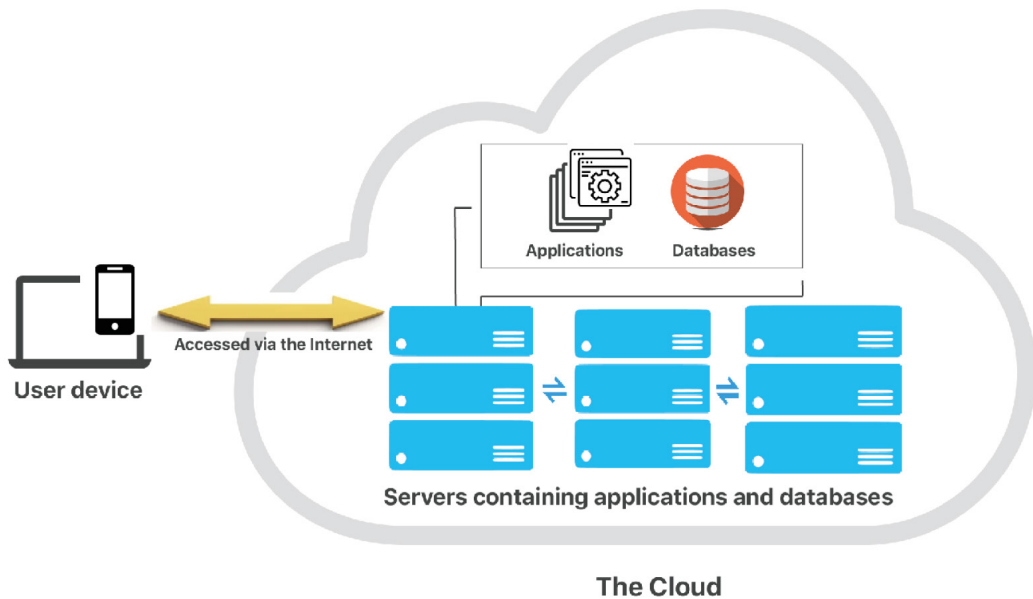 Applications
Databases
Accessed via the Internet
User device
Servers containing applications and databases
The Cloud